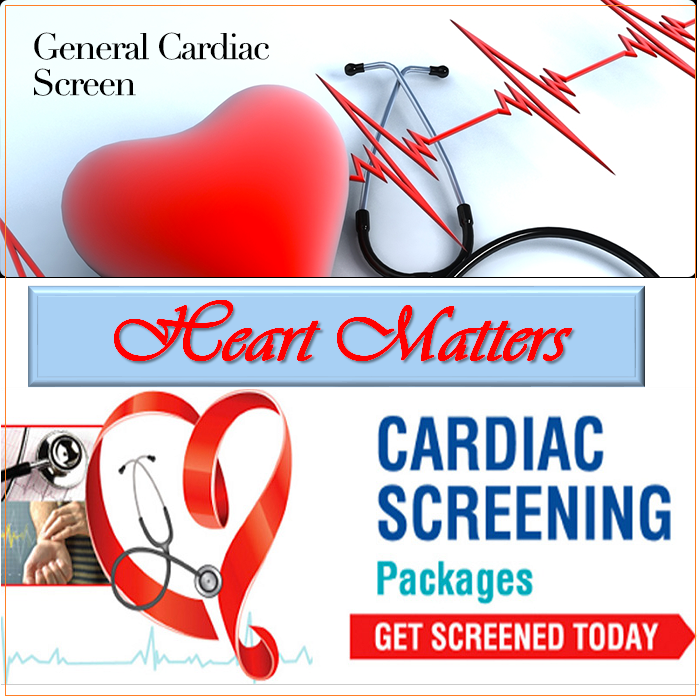 General Cardiac
Screen
Heart Matters
CARDIAC
SCREENING
Packages
GET SCREENED TODAY